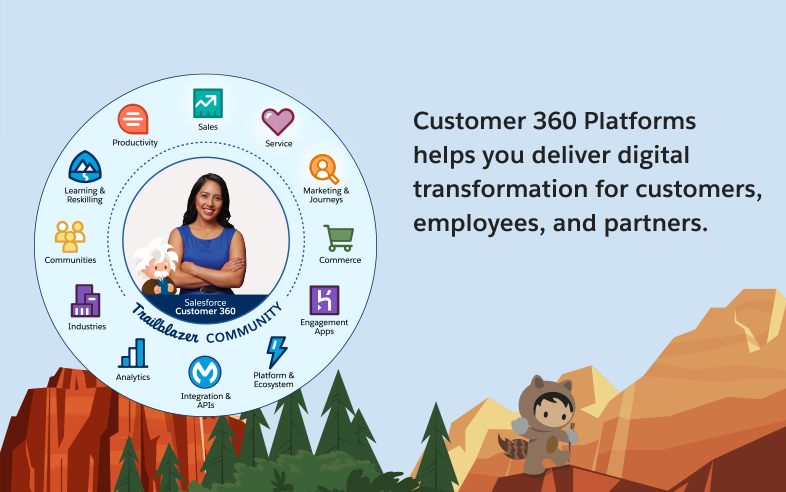 Customer 360 Platforms
helps you deliver digital
transformation for customers,
employees, and partners.
Sales
Service
Marketing &
Journeys
Commerce
Engagement
Apps
Platform &
Ecosystem
Integration &
APIs
Analytics
Industries
Communities
Learning &
Reskilling
Productivity
Salesforce
Customer 360
Trailblazer COMMUNITY